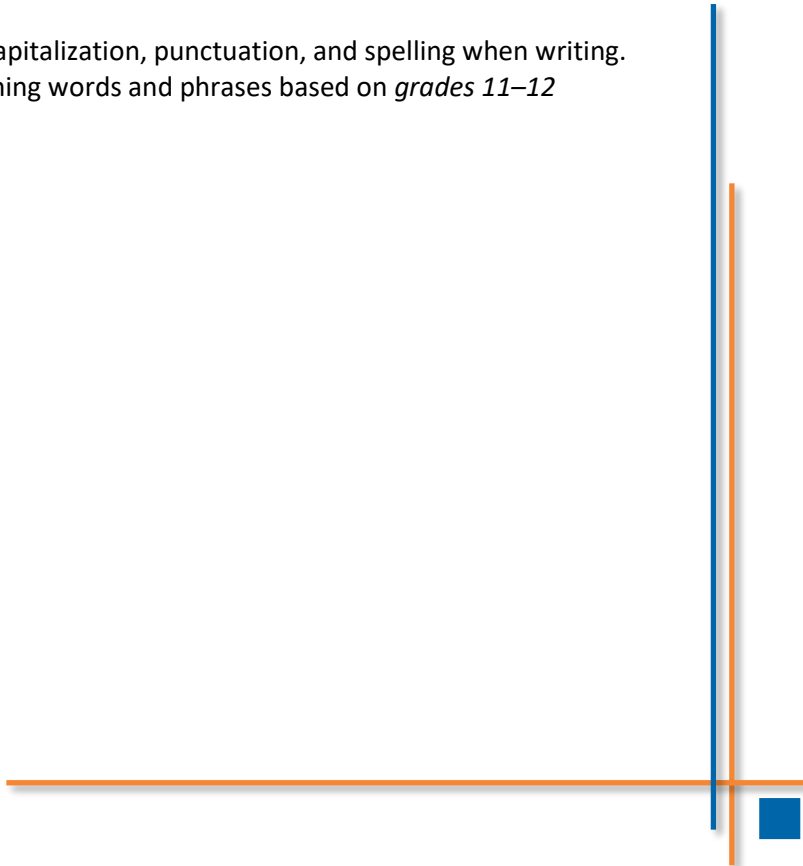 apitalization, punctuation, and spelling when writing.
ning words and phrases based on grades 11–12